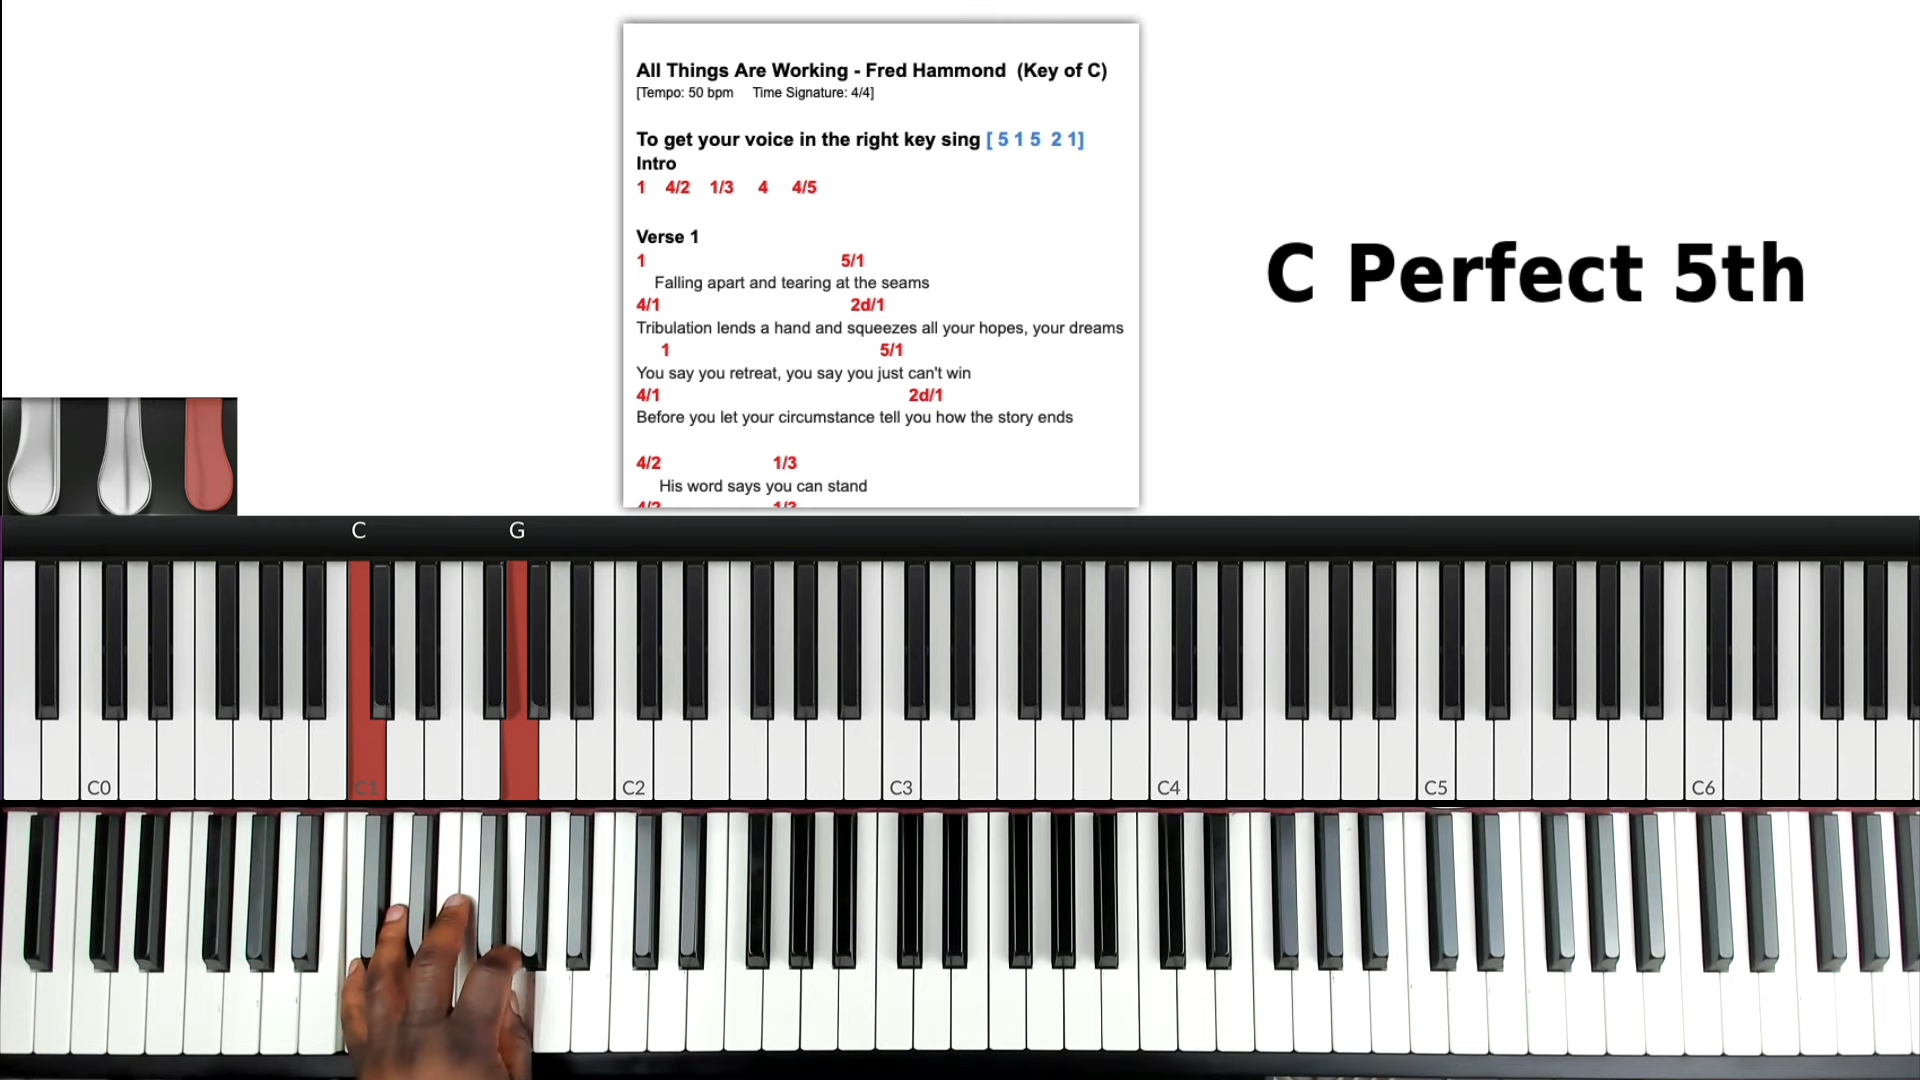 All Things Are Working - Fred Hammond (Key of C)
[Tempo: 50 bpm Time Signature: 4/4]
To get your voice in the right key sing [ 5 1 5 2 1]
Intro
1 4/2 1/3 4 4/5
Verse 1
1 5/1
Falling apart and tearing at the seams
4/1 2d/1
Tribulation lends a hand and squeezes all your hopes, your dreams
1 5/1
You say you retreat, you say you just can't win
4/1 2d/1
Before you let your circumstance tell you how the story ends
4/2 1/3
His word says you can stand
4/2 1/3
C Perfect 5th
C G
C0 C1 C2 C3 C4 C5 C6